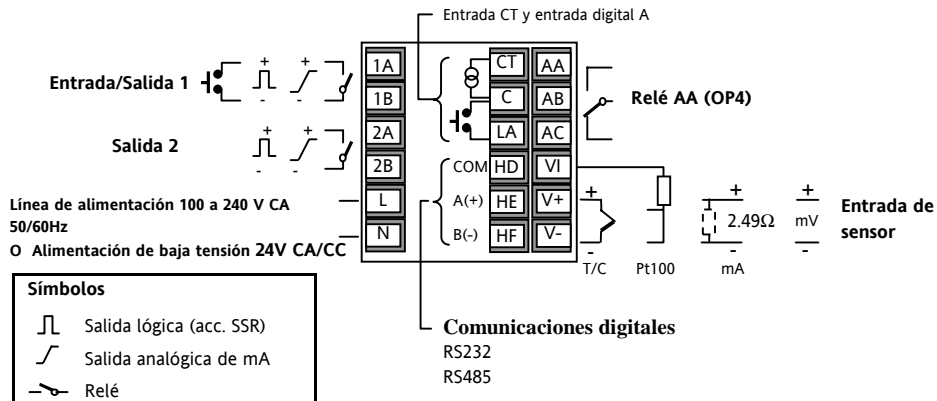 Entrada CT y entrada digital A
Entrada/Salida 1
+
-
+
-
1A
1B
CT
C
AA
AB
Relé AA (OP4)
Salida 2
+
-
+
-
2A
2B
LA
AC
COM
HD
VI
Línea de alimentación 100 a 240 V CA
50/60Hz
L
A(+)
HE
V+
O Alimentación de baja tensión 24V CA/CC
N
B(-)
HF
V-
+
-
T/C
Pt100
+
2.49Ω
-
mA
+
mV
-
Entrada de
sensor
Símbolos
Salida lógica (acc. SSR)
Salida analógica de mA
Relé
Comunicaciones digitales
RS232
RS485